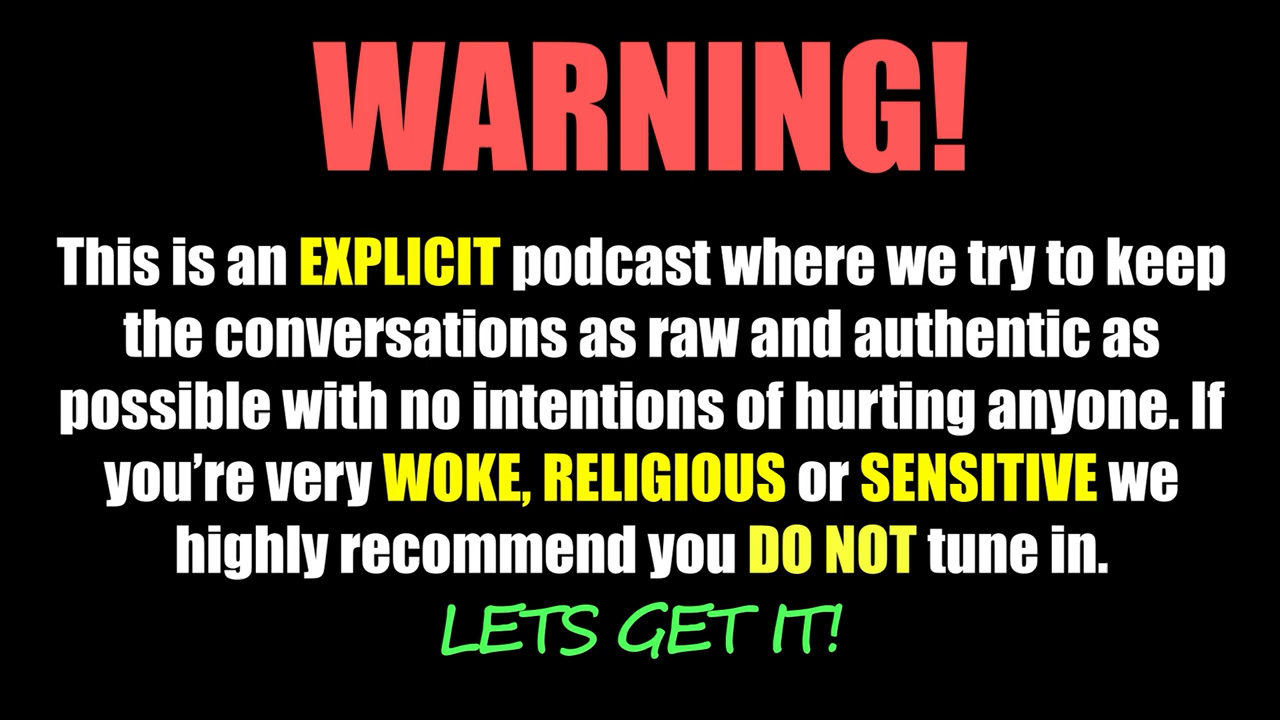 WARNING!
This is an EXPLICIT podcast where we try to keep
the conversations as raw and authentic as
possible with no intentions of hurting anyone. If
you’re very WOKE, RELIGIOUS or SENSITIVE we
highly recommend you DO NOT tune in.
LETS GET IT!